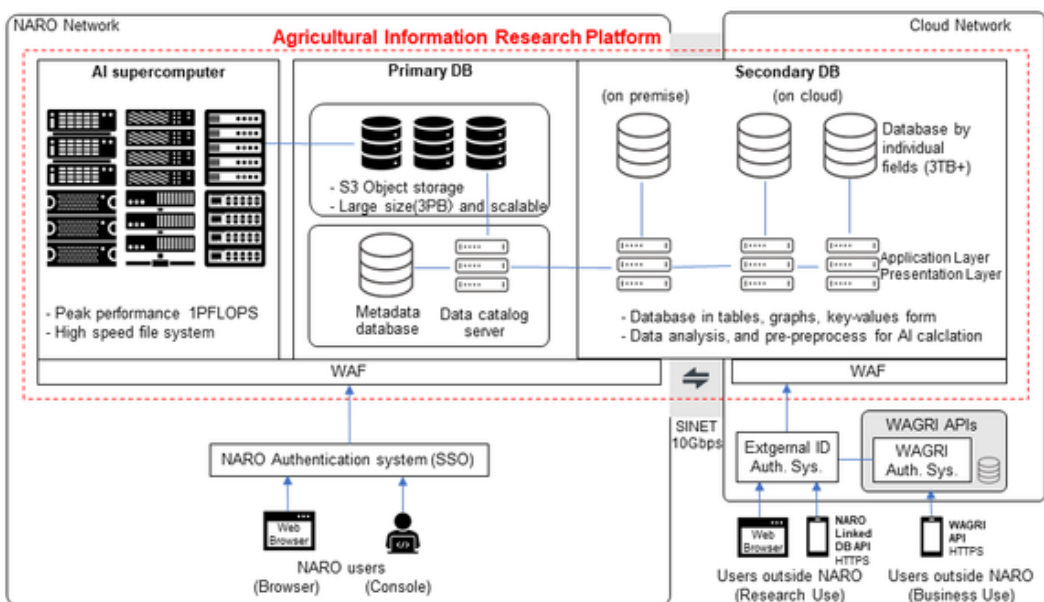 NARO Network
Cloud Network
Agricultural Information Research Platform
AI supercomputer
- Peak performance 1PFLOPS
- High speed file system
Primary DB
- S3 Object storage
- Large size(3PB) and scalable
Metadata
database
Data catalog
server
Secondary DB
(on premise)
(on cloud)
Database by
individual
fields (3TB+)
Application Layer
Presentation Layer
- Database in tables, graphs, key-values form
- Data analysis, and pre-preprocess for AI calclation
WAF
WAF
SINET
10Gbps
NARO Authentication system (SSO)
Web
Browser
NARO users
(Browser)
(Console)
Extgernal ID
Auth. Sys.
WAGRI APIs
WAGRI
Auth. Sys.
Web
Browser
NARO
Linked
DB API
HTTPS
WAGRI
API
HTTPS
Users outside NARO
(Research Use)
Users outside NARO
(Business Use)